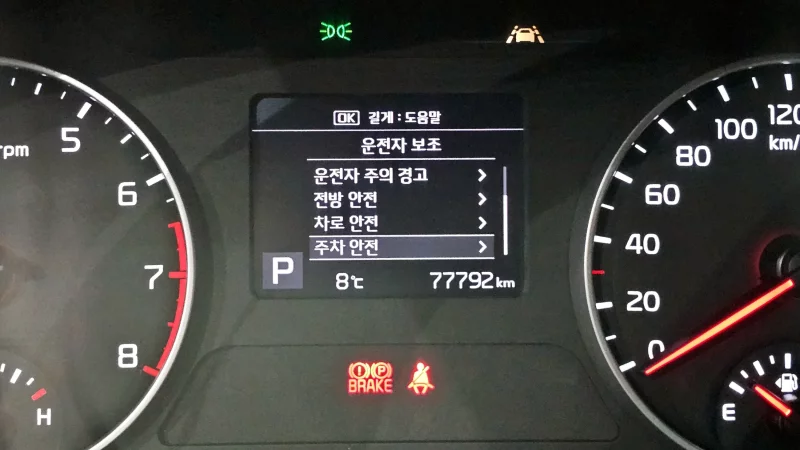 OK 길게 : 도움말
운전자 보조
운전자 주의 경고
전방 안전
차로 안전
주차 안전
P 8℃ 77792 km
rpm
5
6
7
8
H
120
100
km/
80
60
40
20
0
E
(!) (P)
BRAKE